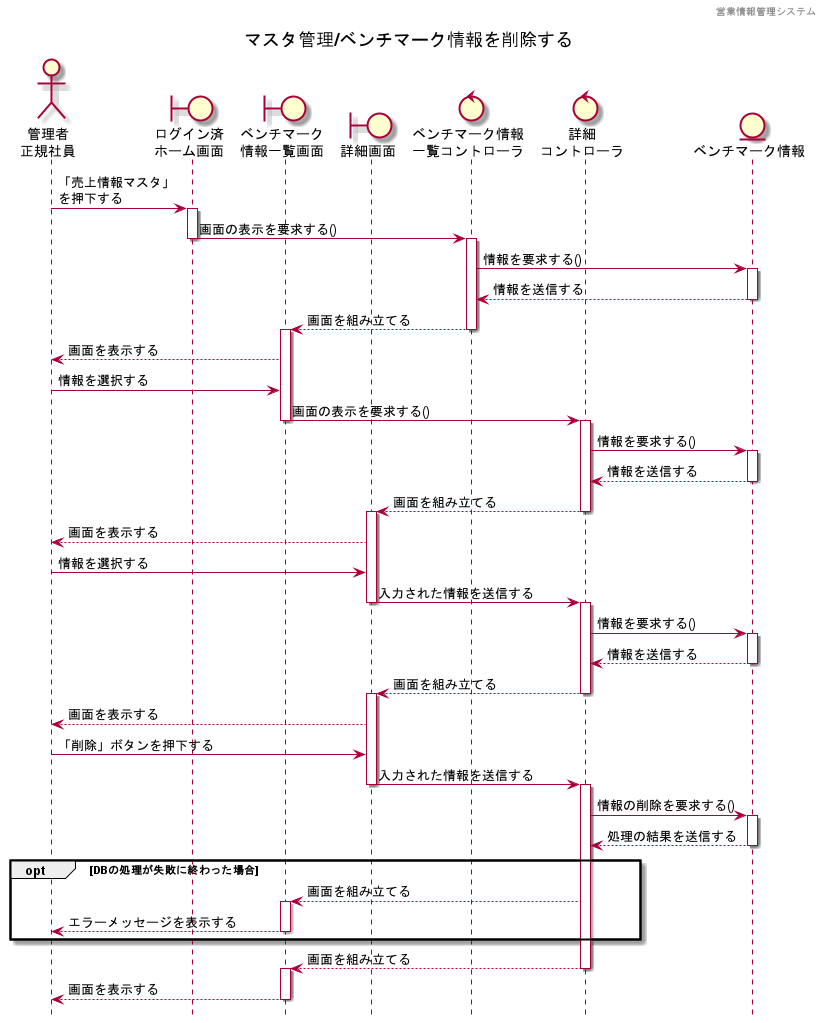 営業情報管理システム
マスタ管理/ベンチマーク情報を削除する
管理者
正規社員
ログイン済
ホーム画面
ベンチマーク
情報一覧画面
詳細画面
ベンチマーク情報
一覧コントローラ
詳細
コントローラ
ベンチマーク情報
「売上情報マスタ」
を押下する
画面の表示を要求する()
情報を要求する()
情報を送信する
画面を組み立てる
画面を表示する
情報を選択する
画面の表示を要求する()
情報を要求する()
情報を送信する
画面を組み立てる
画面を表示する
情報を選択する
入力された情報を送信する
情報を要求する()
情報を送信する
画面を組み立てる
画面を表示する
「削除」ボタンを押下する
入力された情報を送信する
情報の削除を要求する()
処理の結果を送信する
opt [DBの処理が失敗に終わった場合]
画面を組み立てる
エラーメッセージを表示する
画面を組み立てる
画面を表示する